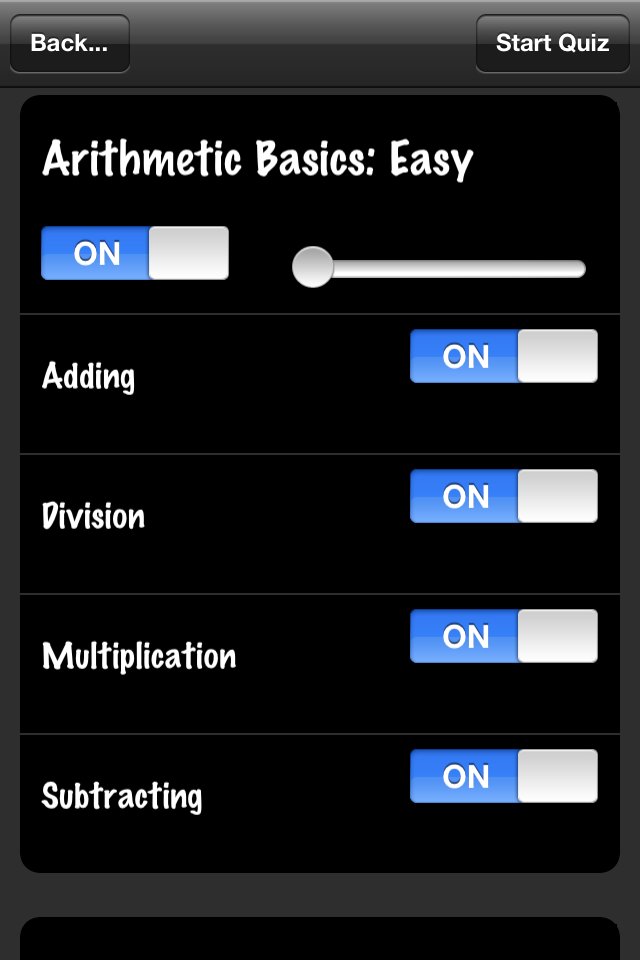 Back...
Start Quiz
Arithmetic Basics: Easy
ON
Adding
ON
Division
ON
Multiplication
ON
Subtracting
ON